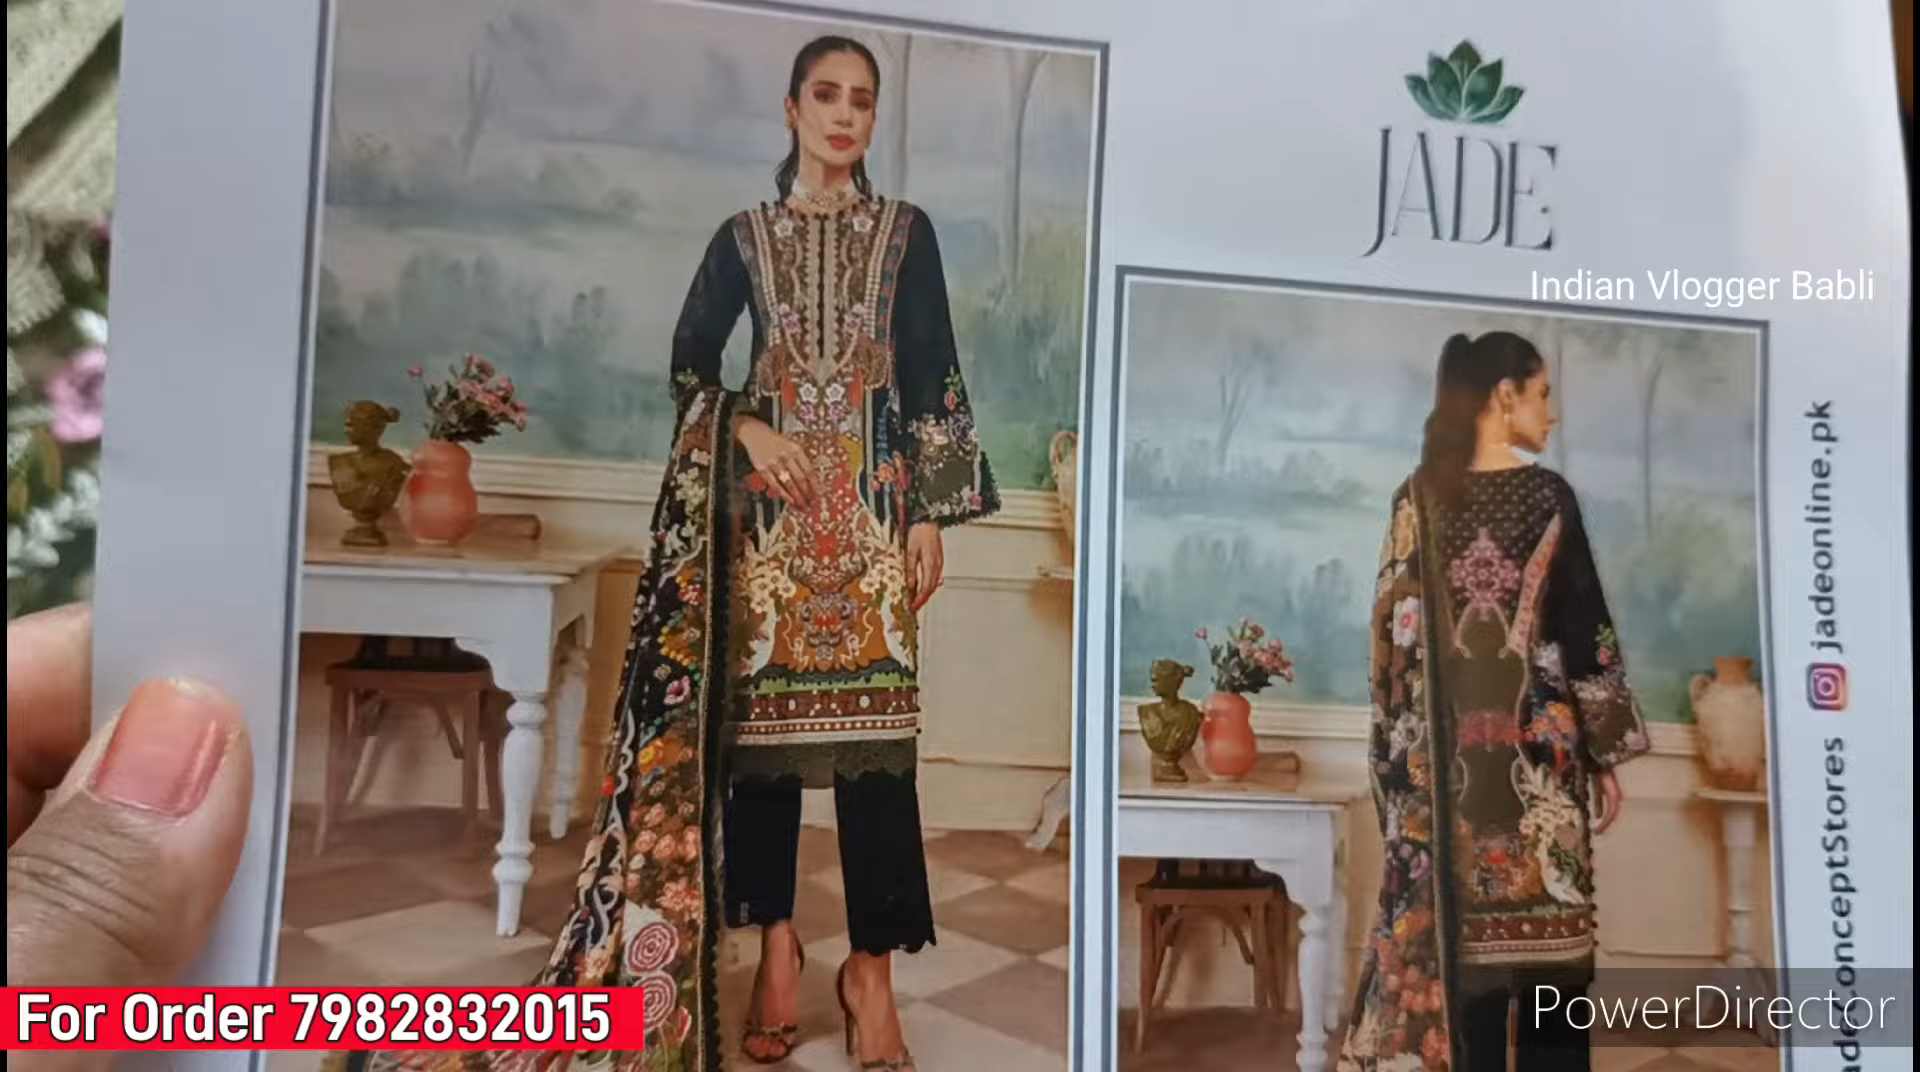 JADE
Indian Vlogger Babli
jadeonline.pk
onceptStores
For Order 7982832015
PowerDirector